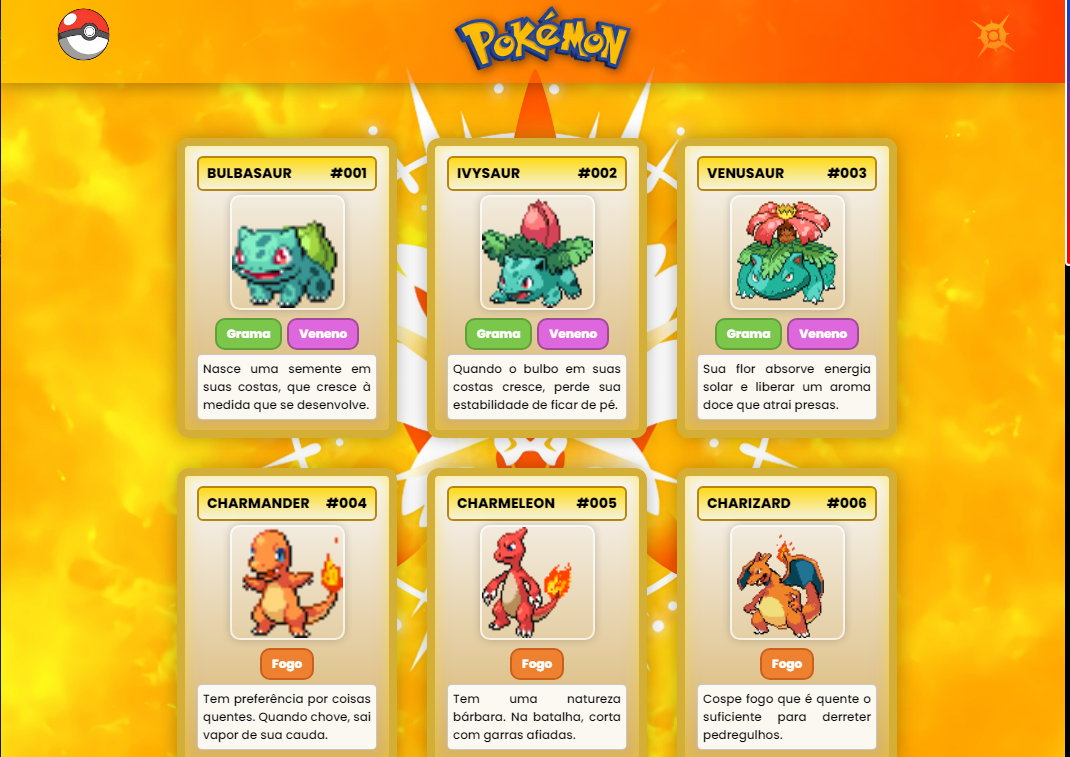 POKéMON
BULBASAUR #001
Grama Veneno
Nasce uma semente em
suas costas, que cresce à
medida que se desenvolve.
IVYSAUR #002
Grama Veneno
Quando o bulbo em suas
costas cresce, perde sua
estabilidade de ficar de pé.
VENUSAUR #003
Grama Veneno
Sua flor absorve energia
solar e liberar um aroma
doce que atrai presas.
CHARMANDER #004
Fogo
Tem preferência por coisas
quentes. Quando chove, sai
vapor de sua cauda.
CHARMELEON #005
Fogo
Tem uma natureza
bárbara. Na batalha, corta
com garras afiadas.
CHARIZARD #006
Fogo
Cospe fogo que é quente o
suficiente para derreter
pedregulhos.